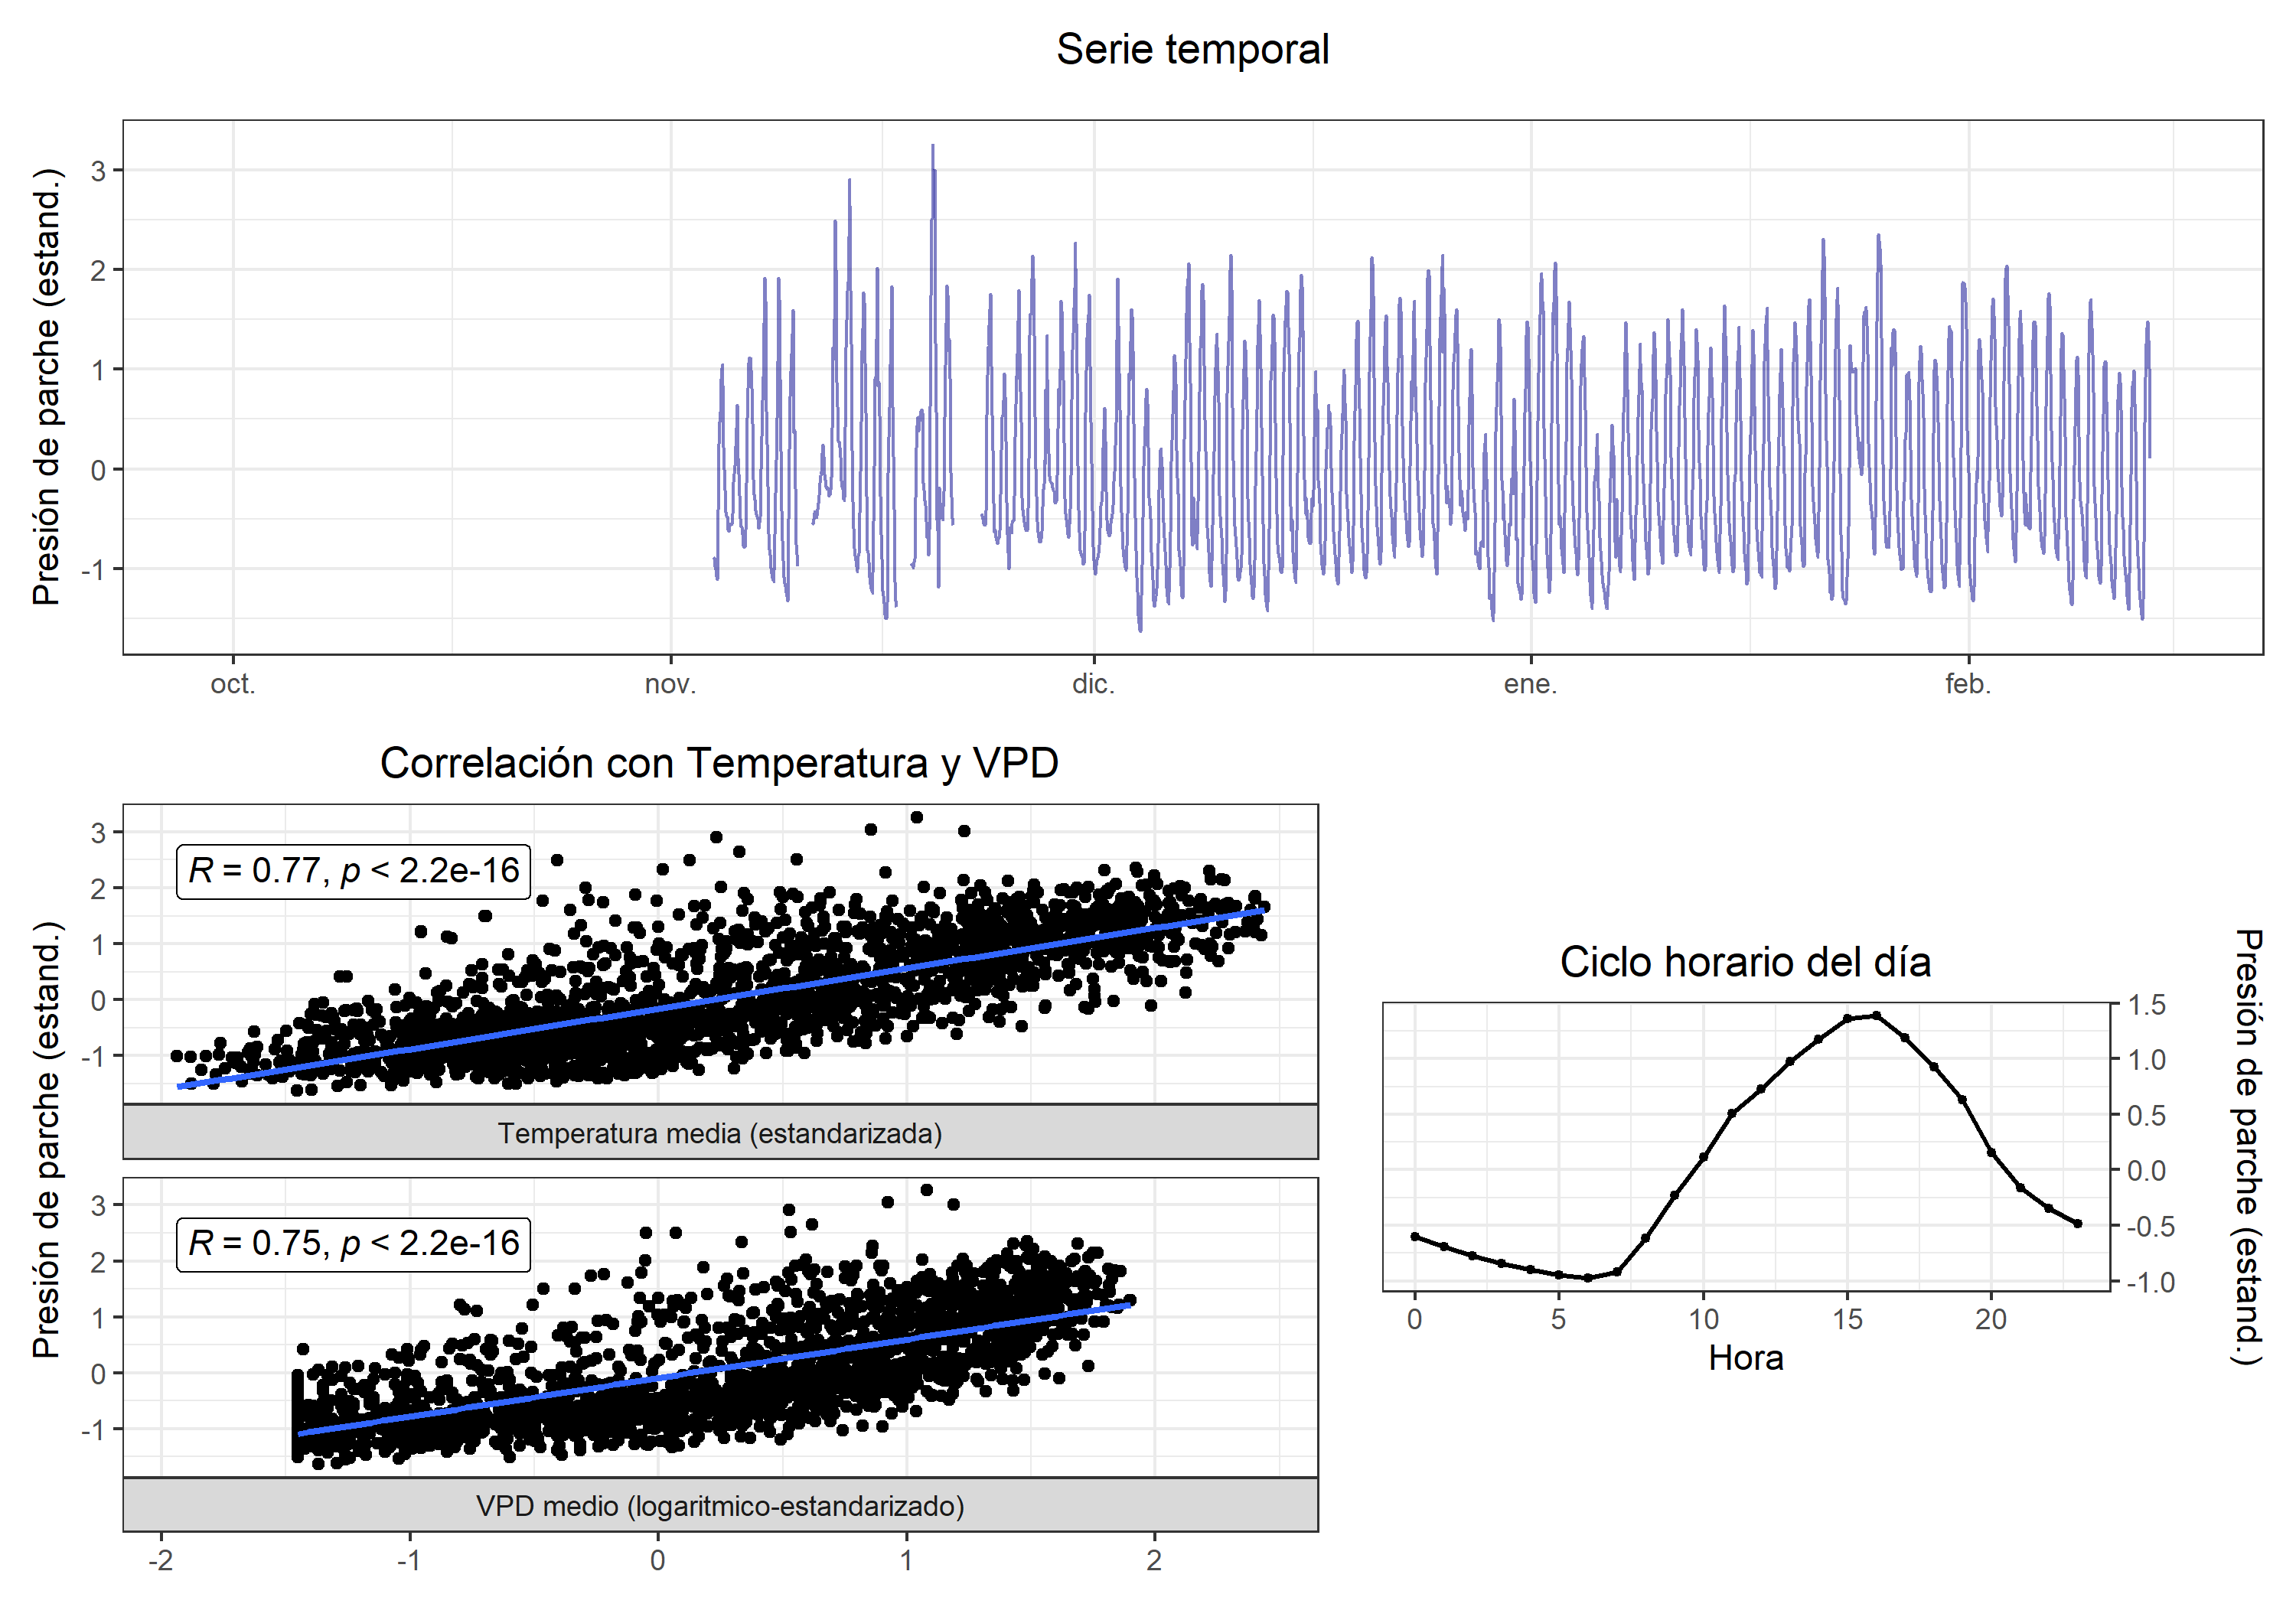 Serie temporal
Presión de parche (estand.)
3
2
1
0
-1
oct. nov. dic. ene. feb.
Correlación con Temperatura y VPD
Presión de parche (estand.)
3
2
1
0
-1
R = 0.77, p < 2.2e-16
Temperatura media (estandarizada)
3
2
1
0
-1
R = 0.75, p < 2.2e-16
VPD medio (logaritmico-estandarizado)
-2 -1 0 1 2
Ciclo horario del día
1.5
1.0
0.5
0.0
-0.5
-1.0
Presión de parche (estand.)
0 5 10 15 20
Hora